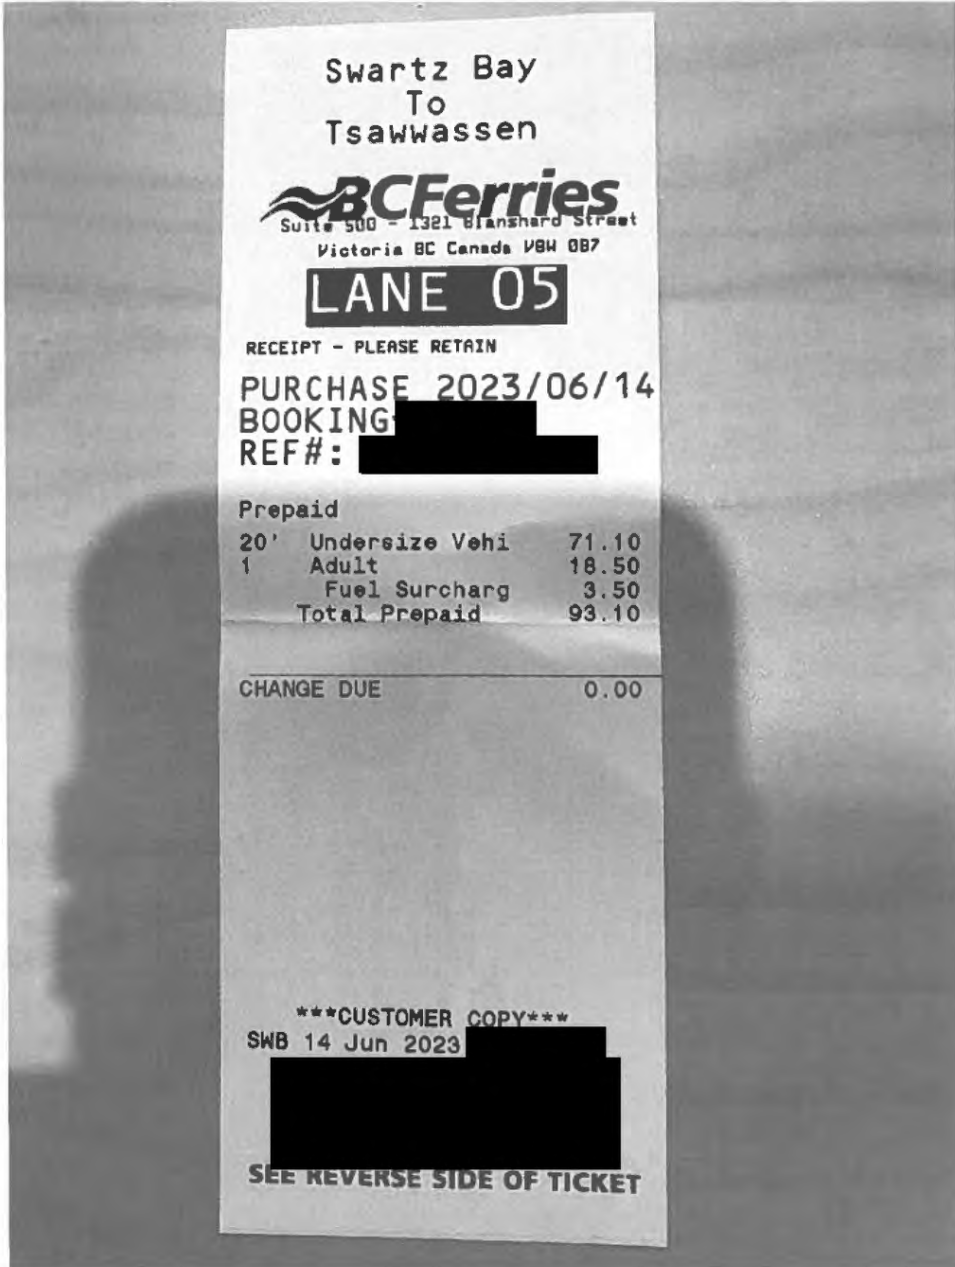 Swartz Bay
To
Tsawwassen
BCFerries
Suite 500 - 1321 Blanshard Street
Victoria BC Canada V8W 0B7
LANE 05
RECEIPT - PLEASE RETAIN
PURCHASE 2023/06/14
BOOKING
REF#:
Prepaid
20' Undersize Vehi 71.10
1 Adult 18.50
Fuel Surcharg 3.50
Total Prepaid 93.10
CHANGE DUE 0.00
***CUSTOMER COPY***
SWB 14 Jun 2023
SEE REVERSE SIDE OF TICKET